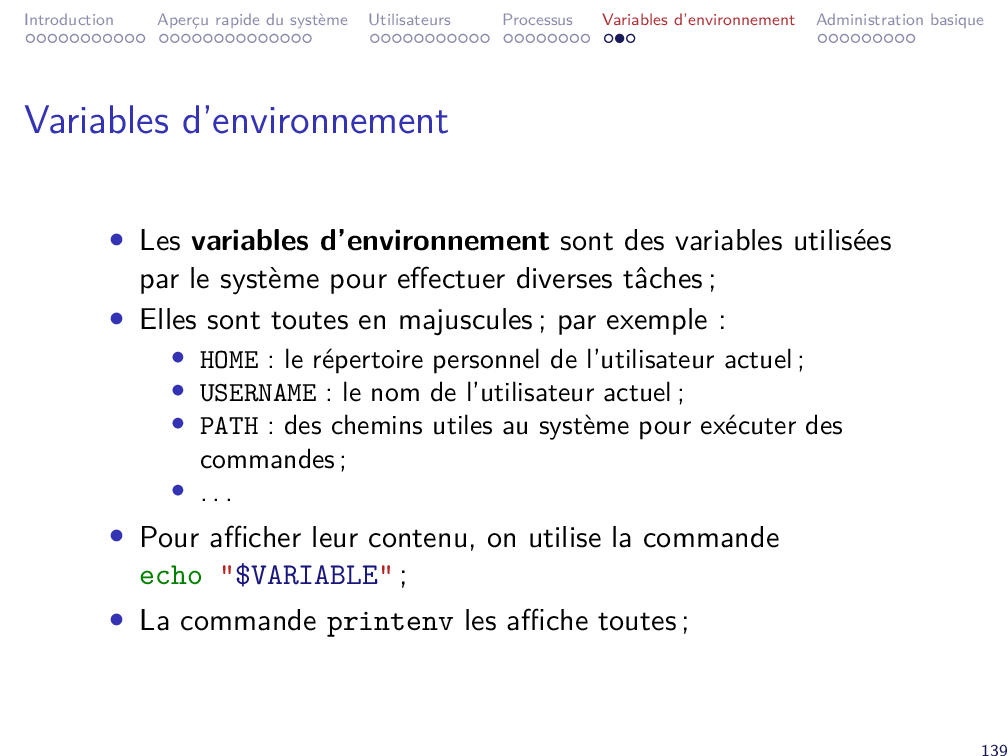 Introduction Aperçu rapide du système Utilisateurs Processus Variables d'environnement Administration basique
Variables d'environnement
• Les variables d'environnement sont des variables utilisées
par le système pour effectuer diverses tâches ;
• Elles sont toutes en majuscules ; par exemple :
• HOME : le répertoire personnel de l'utilisateur actuel ;
• USERNAME : le nom de l'utilisateur actuel ;
• PATH : des chemins utiles au système pour exécuter des
commandes ;
• ...
• Pour afficher leur contenu, on utilise la commande
echo "$VARIABLE" ;
• La commande printenv les affiche toutes ;
139